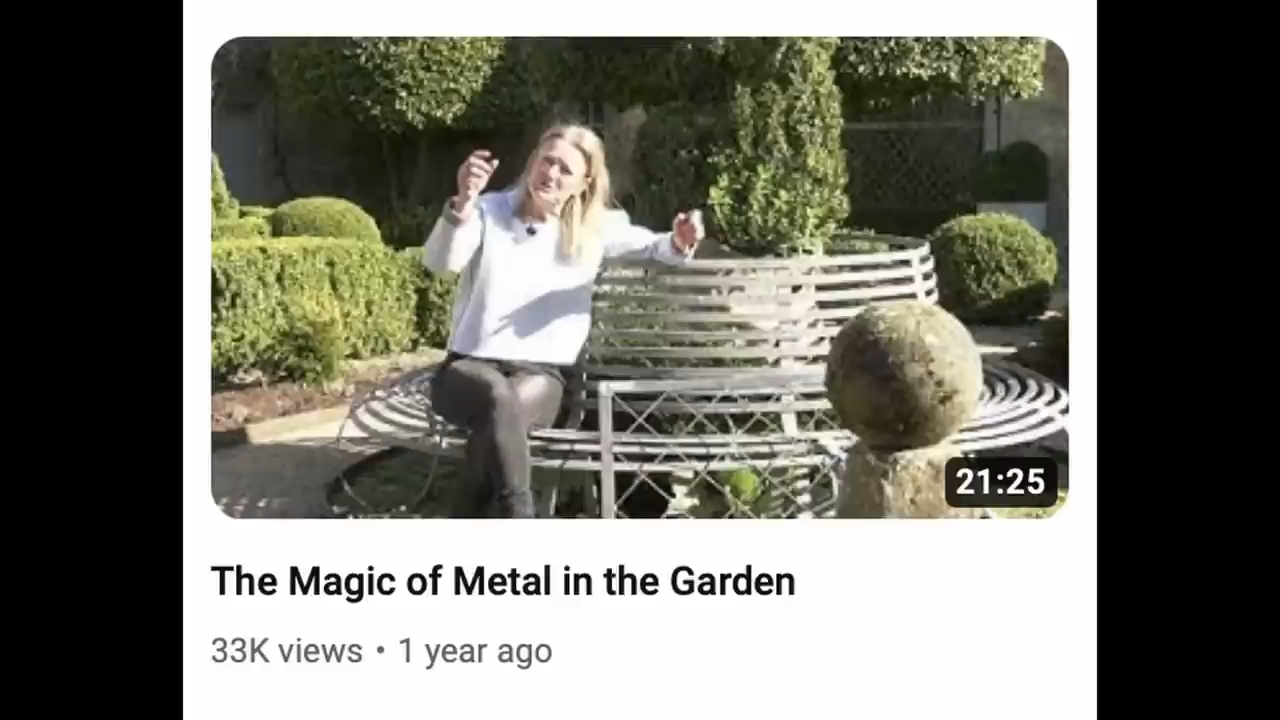 21:25
The Magic of Metal in the Garden
33K views • 1 year ago